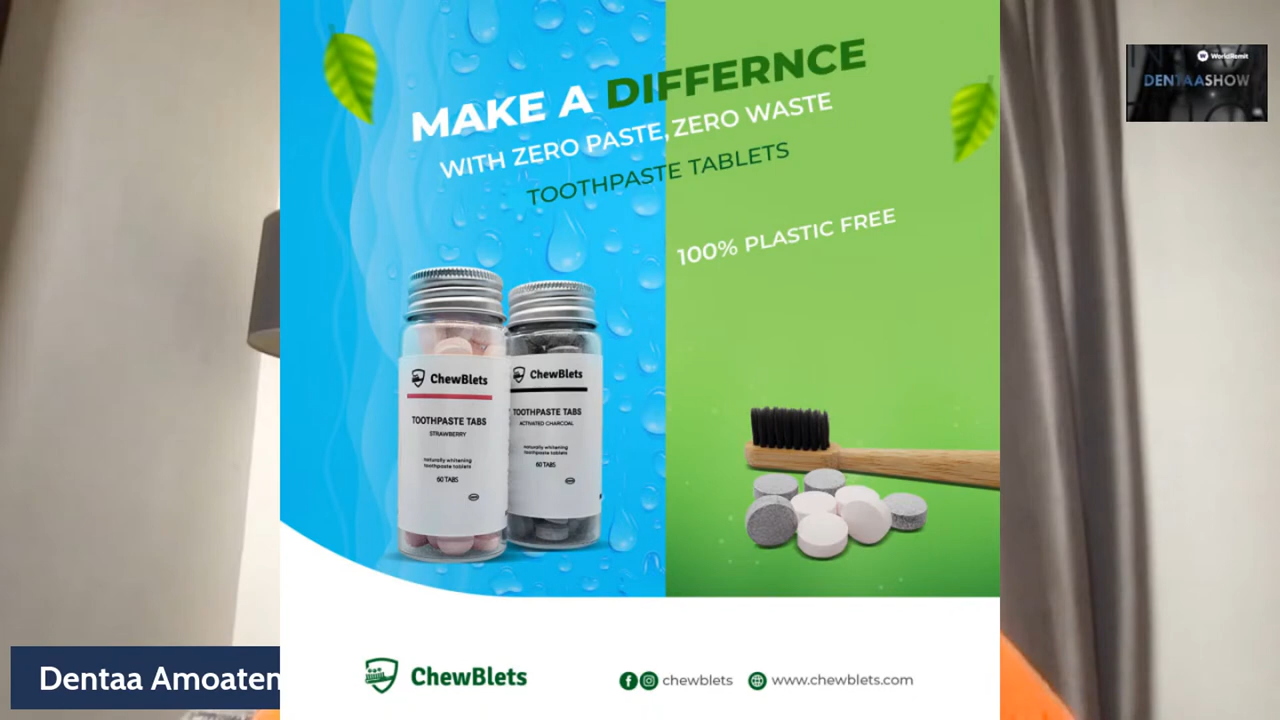 WorldRemit
DENTAASHOW
MAKE A DIFFERNCE
WITH ZERO PASTE, ZERO WASTE
TOOTHPASTE TABLETS
100% PLASTIC FREE
ChewBlets
TOOTHPASTE TABS
STRAWBERRY
naturally whitening
toothpaste tablets
60 TABS
ChewBlets
TOOTHPASTE TABS
ACTIVATED CHARCOAL
naturally whitening
toothpaste tablets
60 TABS
Dentaa Amoaten
ChewBlets
chewblets
www.chewblets.com